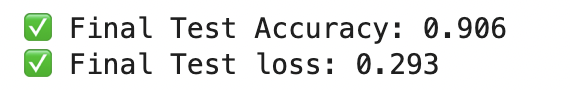 ✅ Final Test Accuracy: 0.906
✅ Final Test loss: 0.293